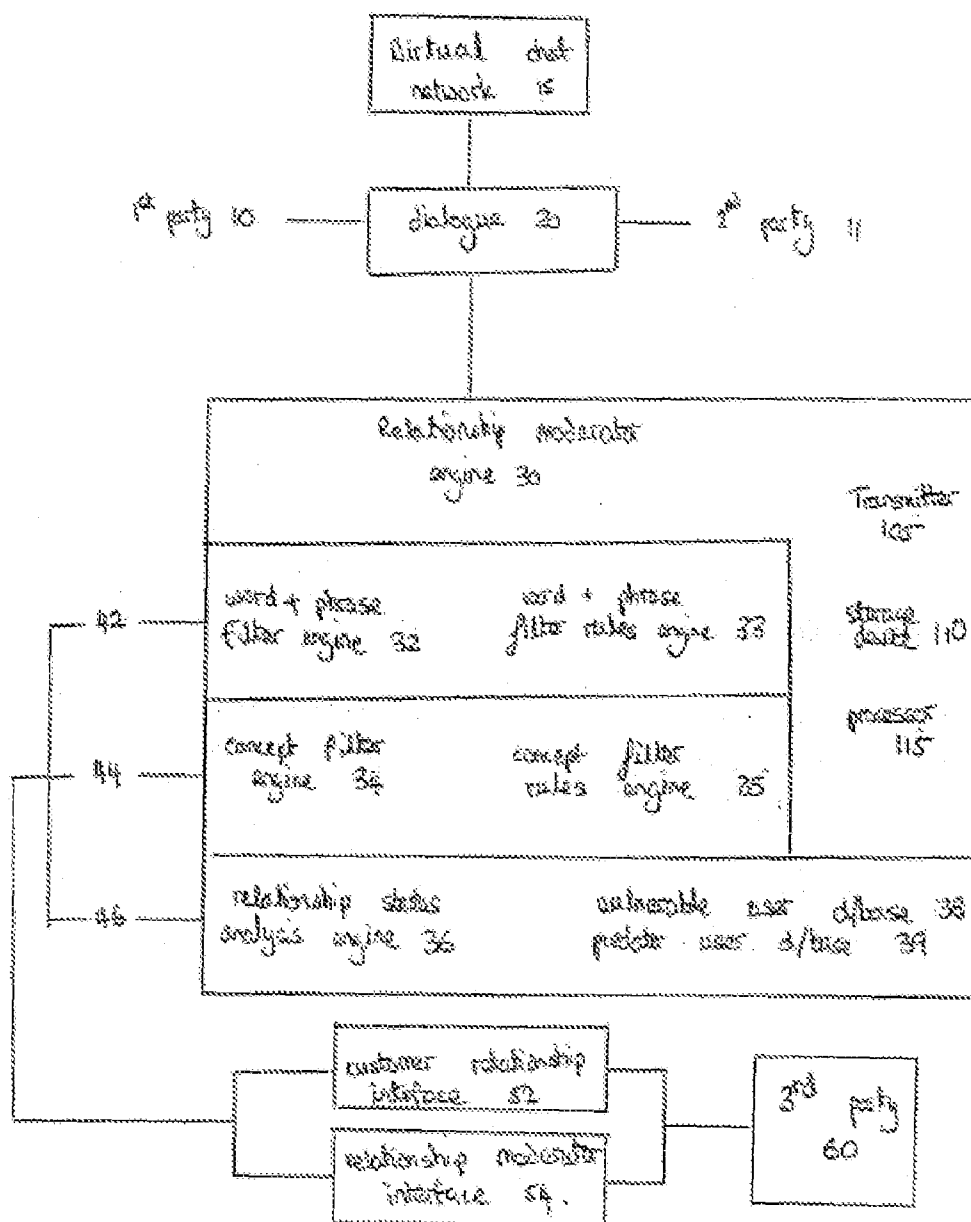 Virtual chat
network 15
1st party 10
dialogue 20
2nd party 11
Relationship moderator
engine 30
Transmitter
105
word + phrase
filter engine 32
word + phrase
filter rules engine 33
storage
110
42
processor
115
concept filter
engine 34
concept filter
rules engine 35
44
relationship status
analysis engine 36
vulnerable user d/base 38
predator user d/base 39
46
customer relationship
interface 52
3rd party
60
relationship moderator
interface 54.